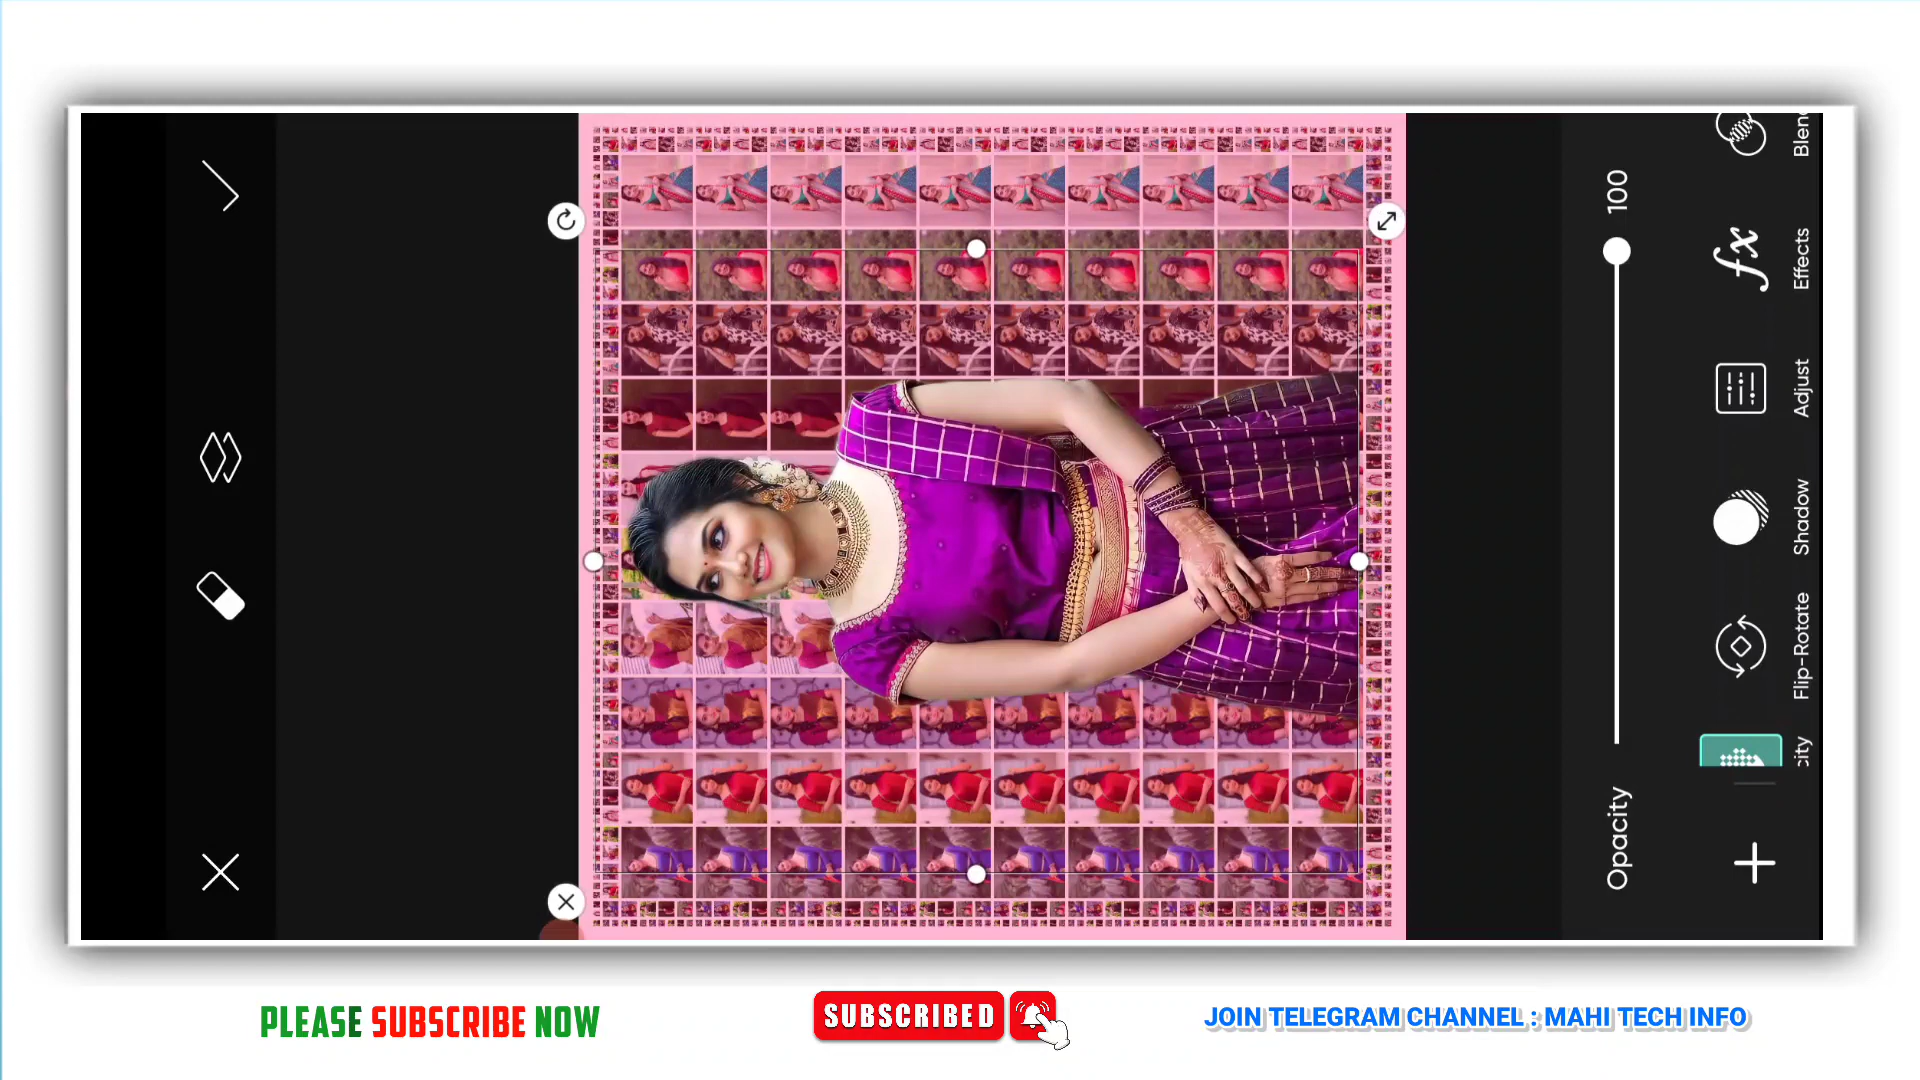 100
Opacity
Blen
fx
Effects
Adjust
Shadow
Flip-Rotate
city
PLEASE SUBSCRIBE NOW
SUBSCRIBED
JOIN TELEGRAM CHANNEL : MAHI TECH INFO